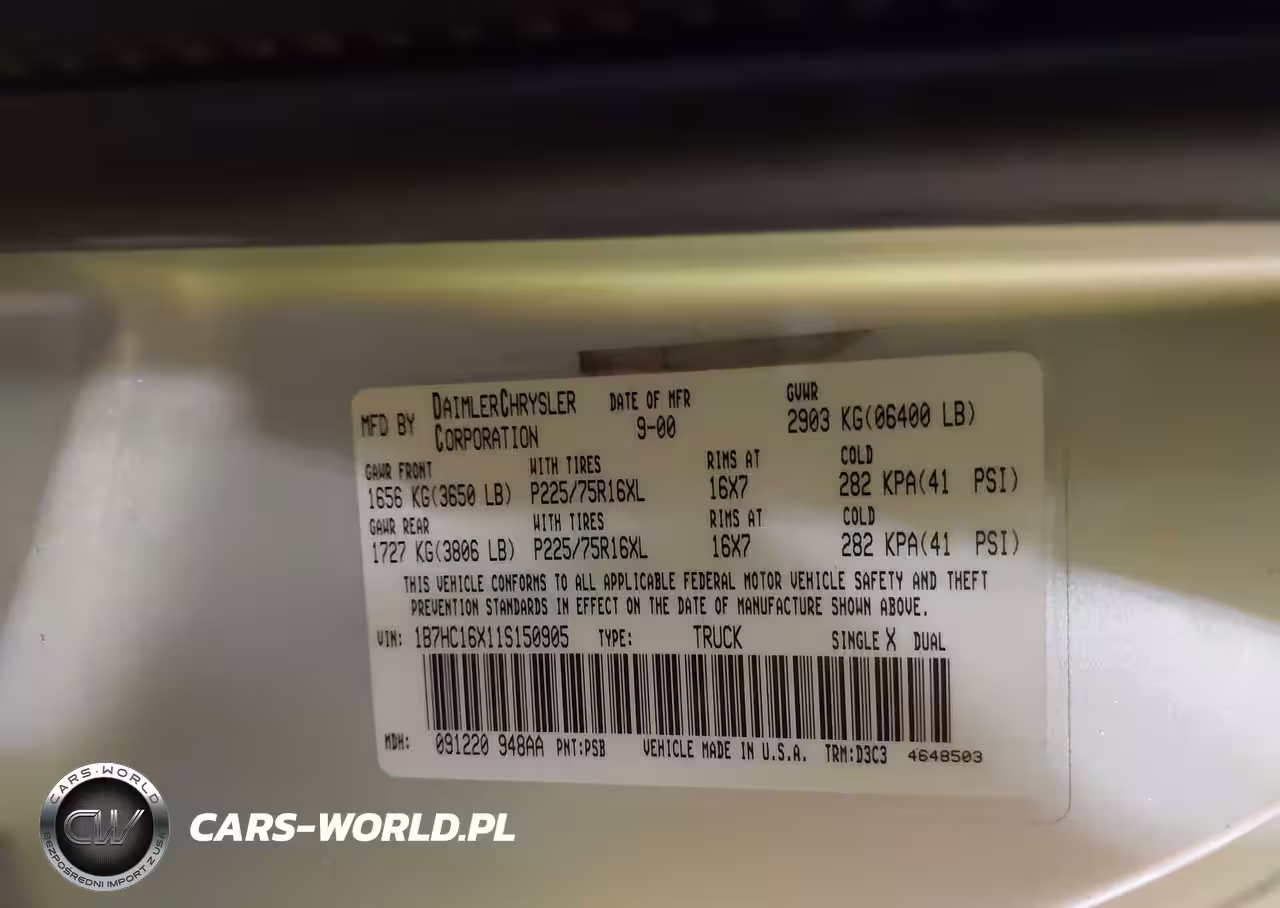 MFD BY DAIMLERCHRYSLER CORPORATION
DATE OF MFR 9-00
GVWR 2903 KG(06400 LB)
GAWR FRONT WITH TIRES RIMS AT COLD
1656 KG(3650 LB) P225/75R16XL 16X7 282 KPA(41 PSI)
GAWR REAR WITH TIRES RIMS AT COLD
1727 KG(3806 LB) P225/75R16XL 16X7 282 KPA(41 PSI)
THIS VEHICLE CONFORMS TO ALL APPLICABLE FEDERAL MOTOR VEHICLE SAFETY AND THEFT
PREVENTION STANDARDS IN EFFECT ON THE DATE OF MANUFACTURE SHOWN ABOVE.
VIN: 1B7HC16X11S150905 TYPE: TRUCK SINGLE X DUAL
MDH: 091220 948AA PNT:PSB VEHICLE MADE IN U.S.A. TRM:D3C3 4648503
CARS-WORLD
CW
BEZPOŚREDNI IMPORT Z USA
CARS-WORLD.PL